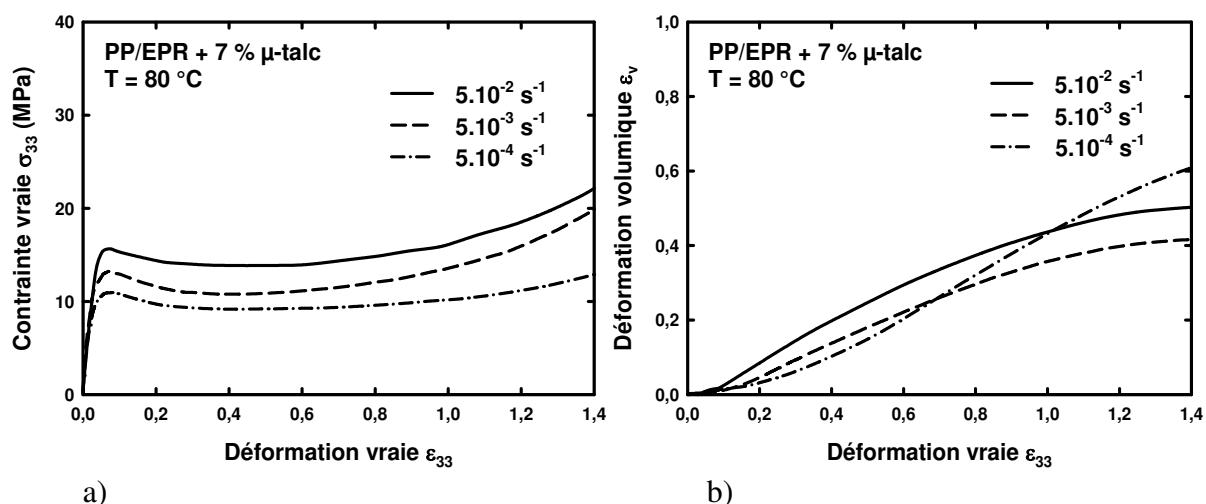 PP/EPR + 7 % µ-talc
T = 80 °C
5.10-2 s-1
5.10-3 s-1
5.10-4 s-1
Contrainte vraie σ33 (MPa)
40
30
20
10
0
0,0 0,2 0,4 0,6 0,8 1,0 1,2 1,4
Déformation vraie ε33
a)
PP/EPR + 7 % µ-talc
T = 80 °C
5.10-2 s-1
5.10-3 s-1
5.10-4 s-1
Déformation volumique εv
1,0
0,8
0,6
0,4
0,2
0,0
0,0 0,2 0,4 0,6 0,8 1,0 1,2 1,4
Déformation vraie ε33
b)